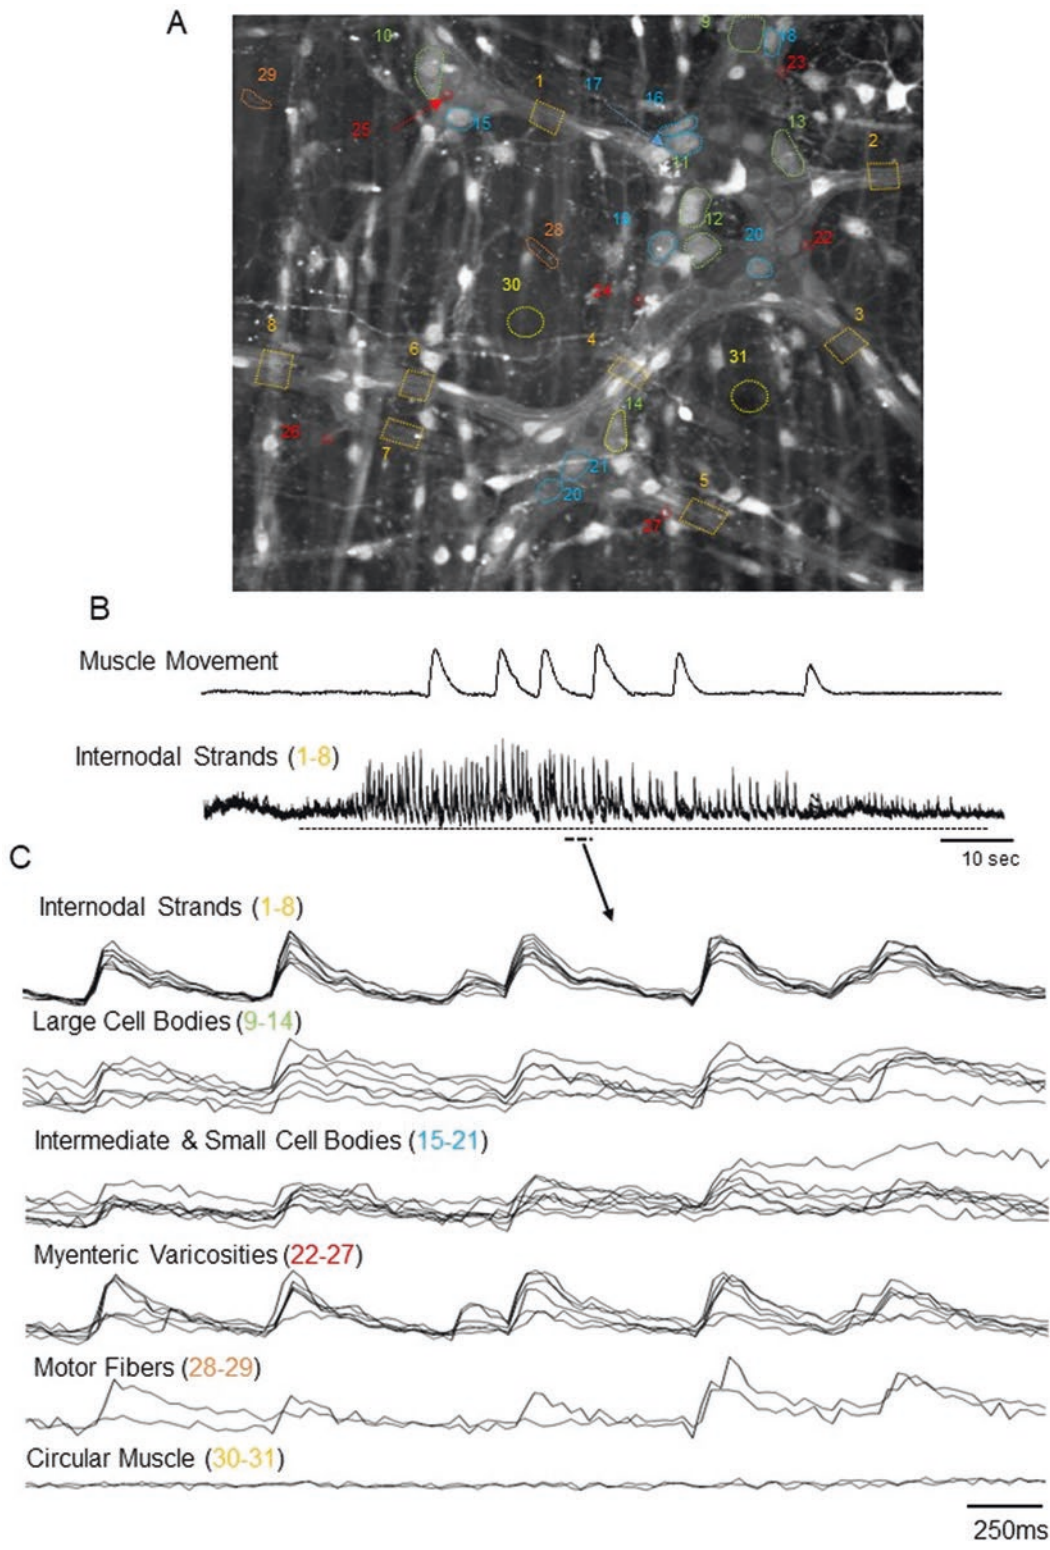 A
9
18
10
23
29
1
17
16
25
15
13
2
11
19
12
20
22
28
24
30
3
8
6
4
31
14
26
7
21
5
20
27
B
Muscle Movement
Internodal Strands (1-8)
10 sec
C
Internodal Strands (1-8)
Large Cell Bodies (9-14)
Intermediate & Small Cell Bodies (15-21)
Myenteric Varicosities (22-27)
Motor Fibers (28-29)
Circular Muscle (30-31)
250ms